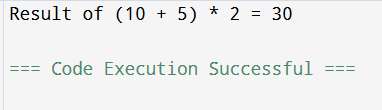 Result of (10 + 5) * 2 = 30
=== Code Execution Successful ===